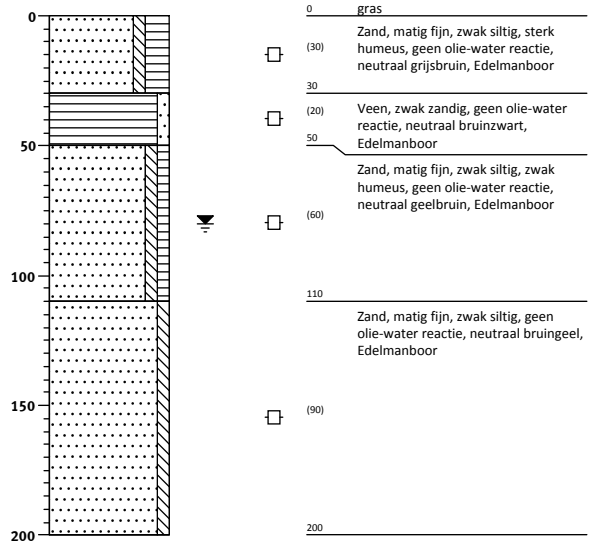 0
50
100
150
200
0 gras
(30)
Zand, matig fijn, zwak siltig, sterk
humeus, geen olie-water reactie,
neutraal grijsbruin, Edelmanboor
30
(20)
Veen, zwak zandig, geen olie-water
reactie, neutraal bruinzwart,
Edelmanboor
50
Zand, matig fijn, zwak siltig, zwak
humeus, geen olie-water reactie,
neutraal geelbruin, Edelmanboor
(60)
110
Zand, matig fijn, zwak siltig, geen
olie-water reactie, neutraal bruingeel,
Edelmanboor
(90)
200